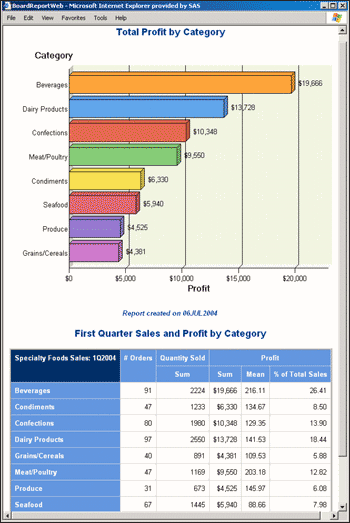 BoardReportWeb - Microsoft Internet Explorer provided by SAS
File Edit View Favorites Tools Help
Total Profit by Category
Category
Beverages $19,666
Dairy Products $13,728
Confections $10,348
Meat/Poultry $9,550
Condiments $6,330
Seafood $5,940
Produce $4,525
Grains/Cereals $4,381
$0 $5,000 $10,000 $15,000 $20,000
Profit
Report created on 06JUL2004
First Quarter Sales and Profit by Category
Specialty Foods Sales: 1Q2004 # Orders Quantity Sold Profit
Sum Sum Mean % of Total Sales
Beverages 91 2224 $19,666 216.11 26.41
Condiments 47 1233 $6,330 134.67 8.50
Confections 80 1980 $10,348 129.35 13.90
Dairy Products 97 2550 $13,728 141.53 18.44
Grains/Cereals 40 891 $4,381 109.53 5.88
Meat/Poultry 47 1169 $9,550 203.18 12.82
Produce 31 673 $4,525 145.97 6.08
Seafood 67 1445 $5,940 88.66 7.98